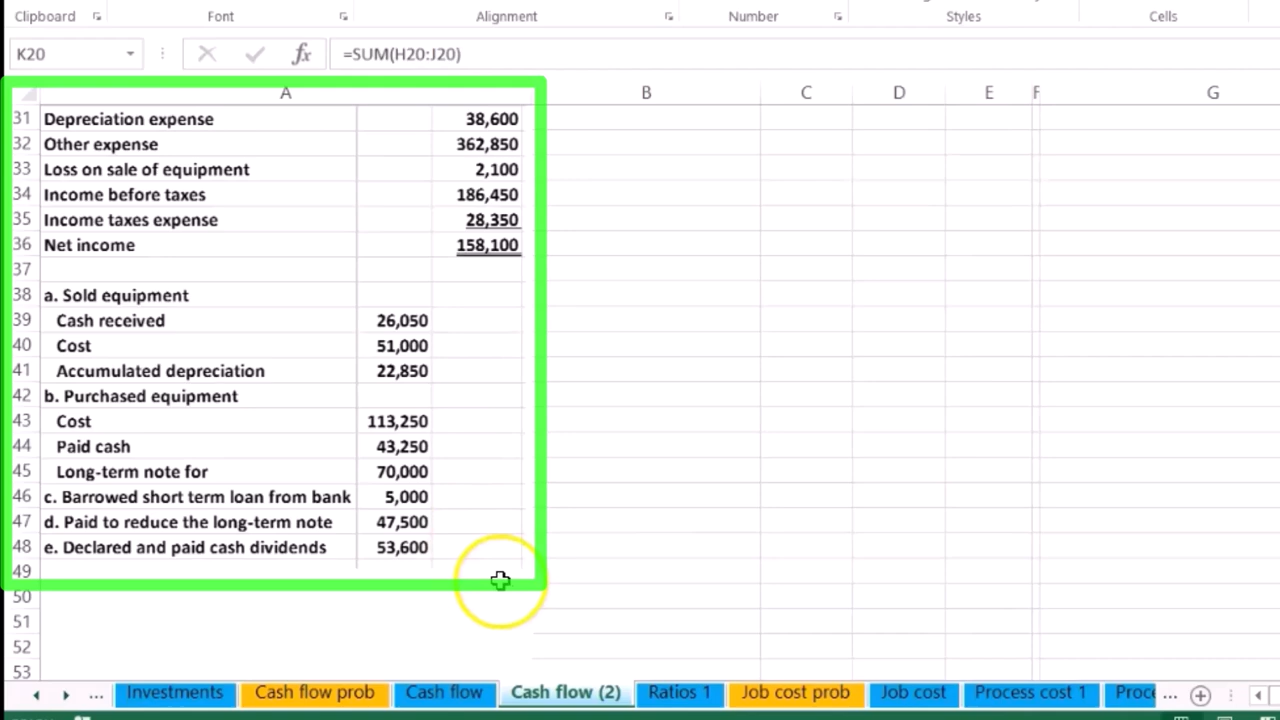 Clipboard Font Alignment Number Styles Cells
K20 fx =SUM(H20:J20)
A B C D E F G
31 Depreciation expense 38,600
32 Other expense 362,850
33 Loss on sale of equipment 2,100
34 Income before taxes 186,450
35 Income taxes expense 28,350
36 Net income 158,100
37
38 a. Sold equipment
39 Cash received 26,050
40 Cost 51,000
41 Accumulated depreciation 22,850
42 b. Purchased equipment
43 Cost 113,250
44 Paid cash 43,250
45 Long-term note for 70,000
46 c. Barrowed short term loan from bank 5,000
47 d. Paid to reduce the long-term note 47,500
48 e. Declared and paid cash dividends 53,600
49
50
51
52
53
... Investments Cash flow prob Cash flow Cash flow (2) Ratios 1 Job cost prob Job cost Process cost 1 Proce ...